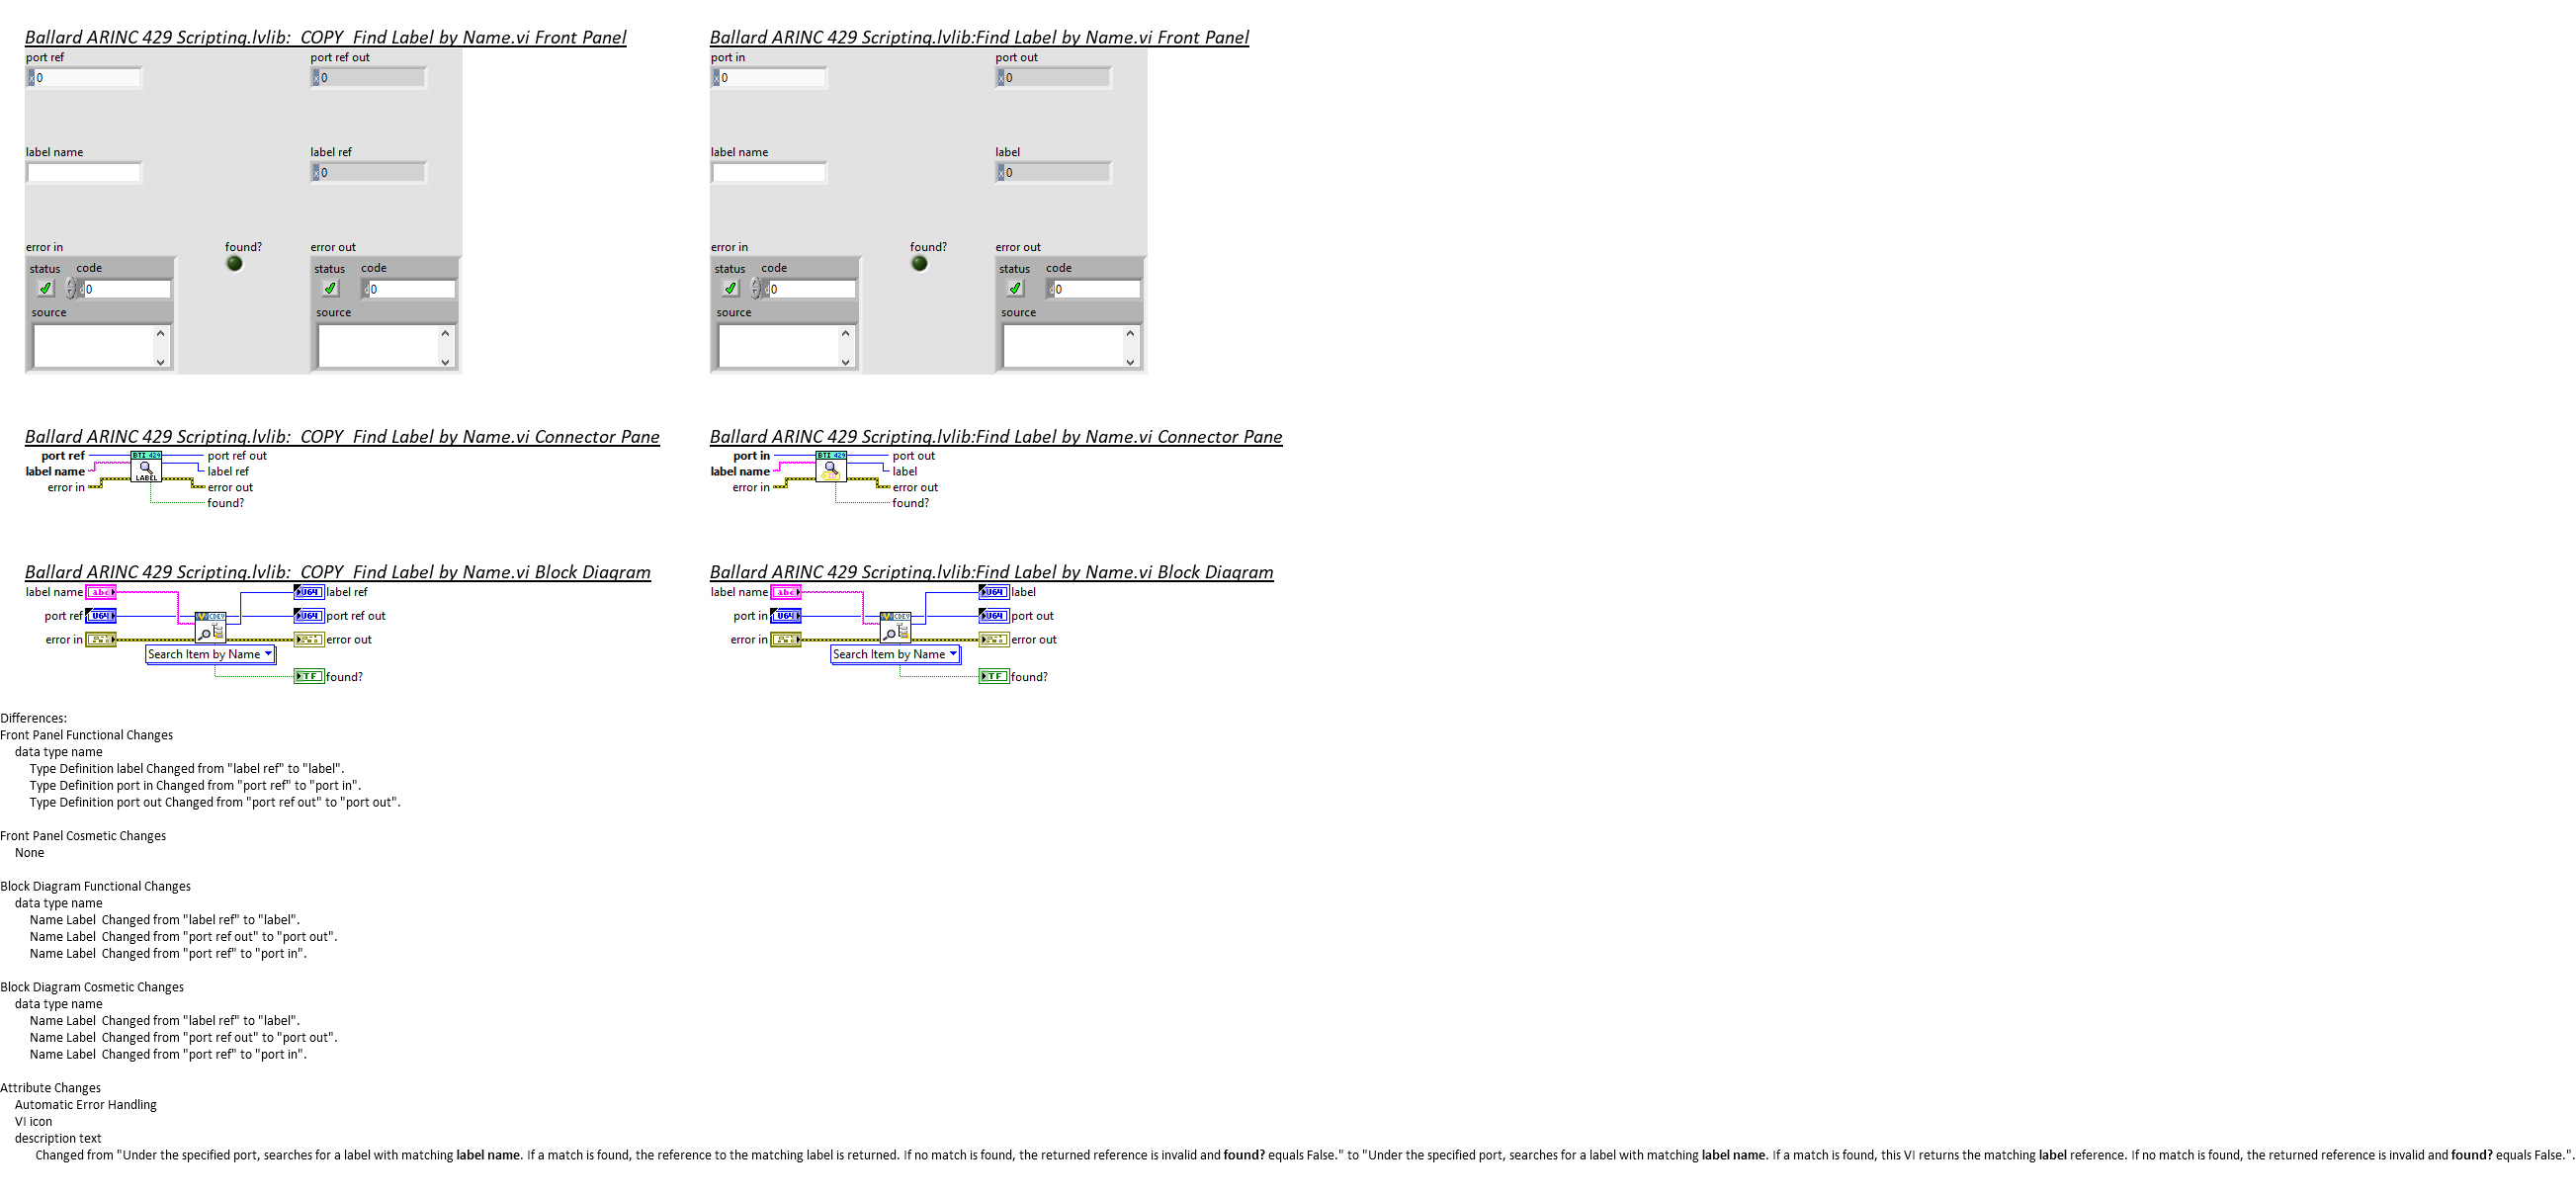 Ballard ARINC 429 Scripting.lvlib:_COPY_Find Label by Name.vi Front Panel
port ref
port ref out
x 0
x 0
label name
label ref
x 0
error in
found?
error out
status code
status code
d 0
d 0
source
source
Ballard ARINC 429 Scripting.lvlib:Find Label by Name.vi Front Panel
port in
port out
x 0
x 0
label name
label
x 0
error in
found?
error out
status code
status code
d 0
d 0
source
source
Ballard ARINC 429 Scripting.lvlib:_COPY_Find Label by Name.vi Connector Pane
port ref
BTI 429
port ref out
label name
label ref
LABEL
error in
error out
found?
Ballard ARINC 429 Scripting.lvlib:Find Label by Name.vi Connector Pane
port in
BTI 429
port out
label name
label
error in
error out
found?
Ballard ARINC 429 Scripting.lvlib:_COPY_Find Label by Name.vi Block Diagram
label name
abc
U64
label ref
port ref
U64
CDEV
U64
port ref out
error in
error out
Search Item by Name
TF
found?
Ballard ARINC 429 Scripting.lvlib:Find Label by Name.vi Block Diagram
label name
abc
U64
label
port in
U64
CDEV
U64
port out
error in
error out
Search Item by Name
TF
found?
Differences:
Front Panel Functional Changes
data type name
Type Definition label Changed from "label ref" to "label".
Type Definition port in Changed from "port ref" to "port in".
Type Definition port out Changed from "port ref out" to "port out".
Front Panel Cosmetic Changes
None
Block Diagram Functional Changes
data type name
Name Label  Changed from "label ref" to "label".
Name Label  Changed from "port ref out" to "port out".
Name Label  Changed from "port ref" to "port in".
Block Diagram Cosmetic Changes
data type name
Name Label  Changed from "label ref" to "label".
Name Label  Changed from "port ref out" to "port out".
Name Label  Changed from "port ref" to "port in".
Attribute Changes
Automatic Error Handling
VI icon
description text
Changed from "Under the specified port, searches for a label with matching label name. If a match is found, the reference to the matching label is returned. If no match is found, the returned reference is invalid and found? equals False." to "Under the specified port, searches for a label with matching label name. If a match is found, this VI returns the matching label reference. If no match is found, the returned reference is invalid and found? equals False.".